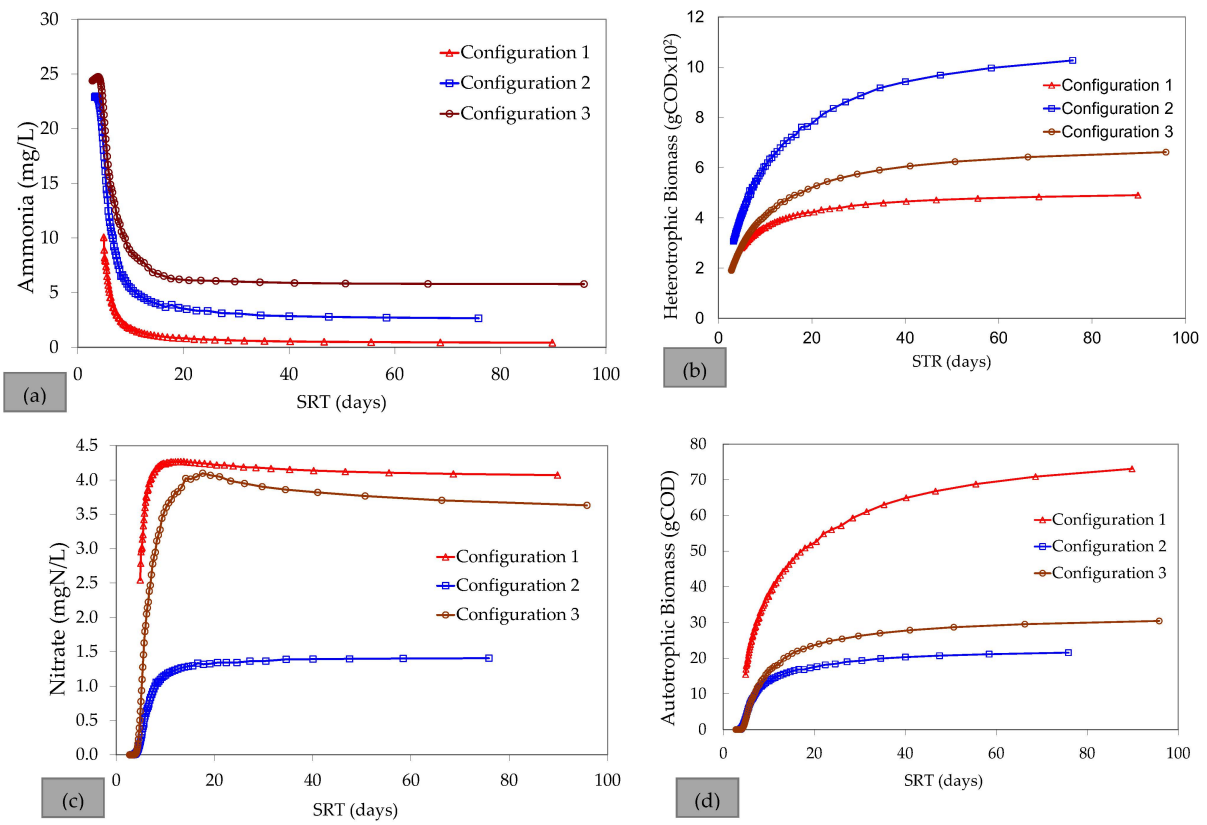 30
25
20
15
10
5
0
Ammonia (mg/L)
Configuration 1
Configuration 2
Configuration 3
0 20 40 60 80 100
SRT (days)
(a)
12
10
8
6
4
2
0
Heterotrophic Biomass (gCODx10²)
Configuration 1
Configuration 2
Configuration 3
0 20 40 60 80 100
STR (days)
(b)
4.5
4.0
3.5
3.0
2.5
2.0
1.5
1.0
0.5
0.0
Nitrate (mgN/L)
Configuration 1
Configuration 2
Configuration 3
0 20 40 60 80 100
SRT (days)
(c)
80
70
60
50
40
30
20
10
0
Autotrophic Biomass (gCOD)
Configuration 1
Configuration 2
Configuration 3
0 20 40 60 80 100
SRT (days)
(d)